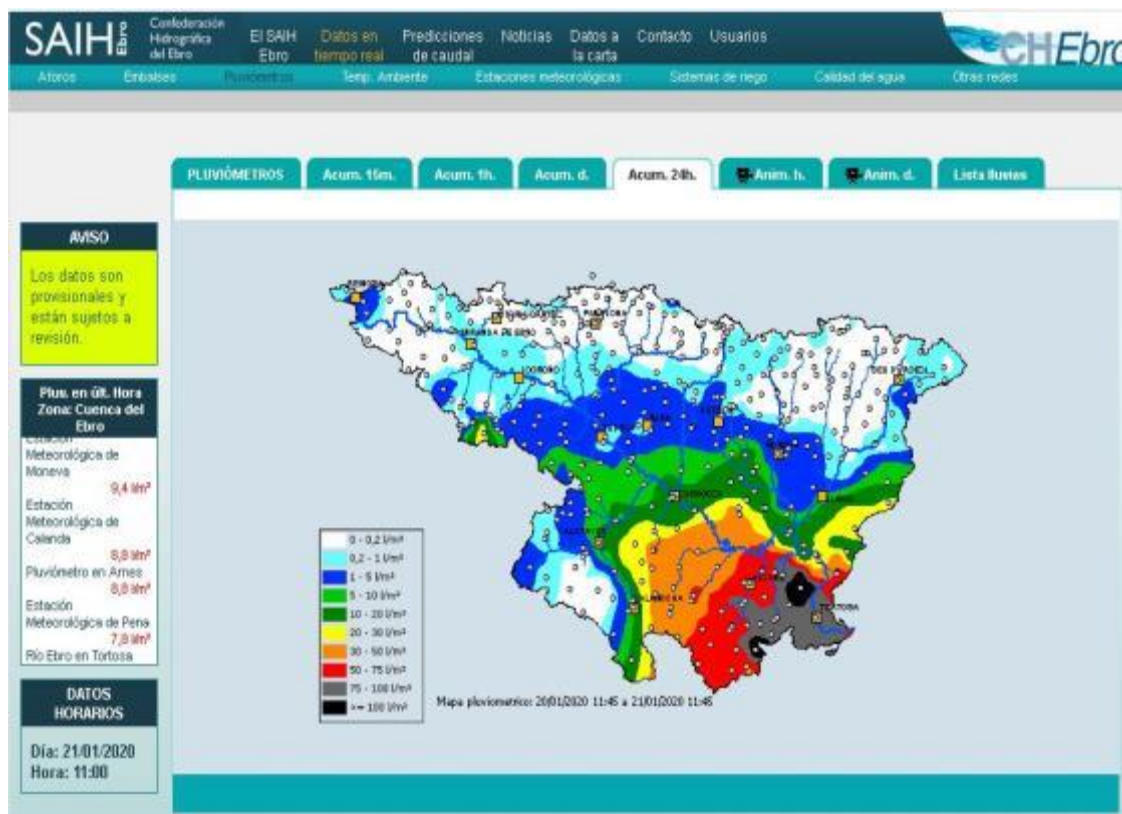 SAIH Ebro
Confederación
Hidrográfica
del Ebro
El SAIH
Ebro
Datos en
tiempo real
Predicciones
de caudal
Noticias
Datos a
la carta
Contacto
Usuarios
CHEbro
Aforos
Embalses
Pluviómetros
Temp. Ambiente
Estaciones meteorológicas
Sistemas de riego
Calidad del agua
Otras redes
PLUVIÓMETROS
Acum. 15m.
Acum. 1h.
Acum. d.
Acum. 24h.
Anim. h.
Anim. d.
Lista lluvias
AVISO
Los datos son
provisionales y
están sujetos a
revisión.
Pluv. en últ. Hora
Zona: Cuenca del
Ebro
Estación
Meteorológica de
Moneva
9,4 l/m²
Estación
Meteorológica de
Calanda
8,8 l/m²
Pluviómetro en Arnes
8,8 l/m²
Estación
Meteorológica de Pena
7,8 l/m²
Río Ebro en Tortosa
DATOS
HORARIOS
Día: 21/01/2020
Hora: 11:00
MIRANDA DE EBRO
PAMPLONA
LOGROÑO
TORTOSA
0 - 0,2 l/m²
0,2 - 1 l/m²
1 - 5 l/m²
5 - 10 l/m²
10 - 20 l/m²
20 - 30 l/m²
30 - 50 l/m²
50 - 75 l/m²
75 - 100 l/m²
>= 100 l/m²
Mapa pluviometrico: 20/01/2020 11:45 a 21/01/2020 11:45